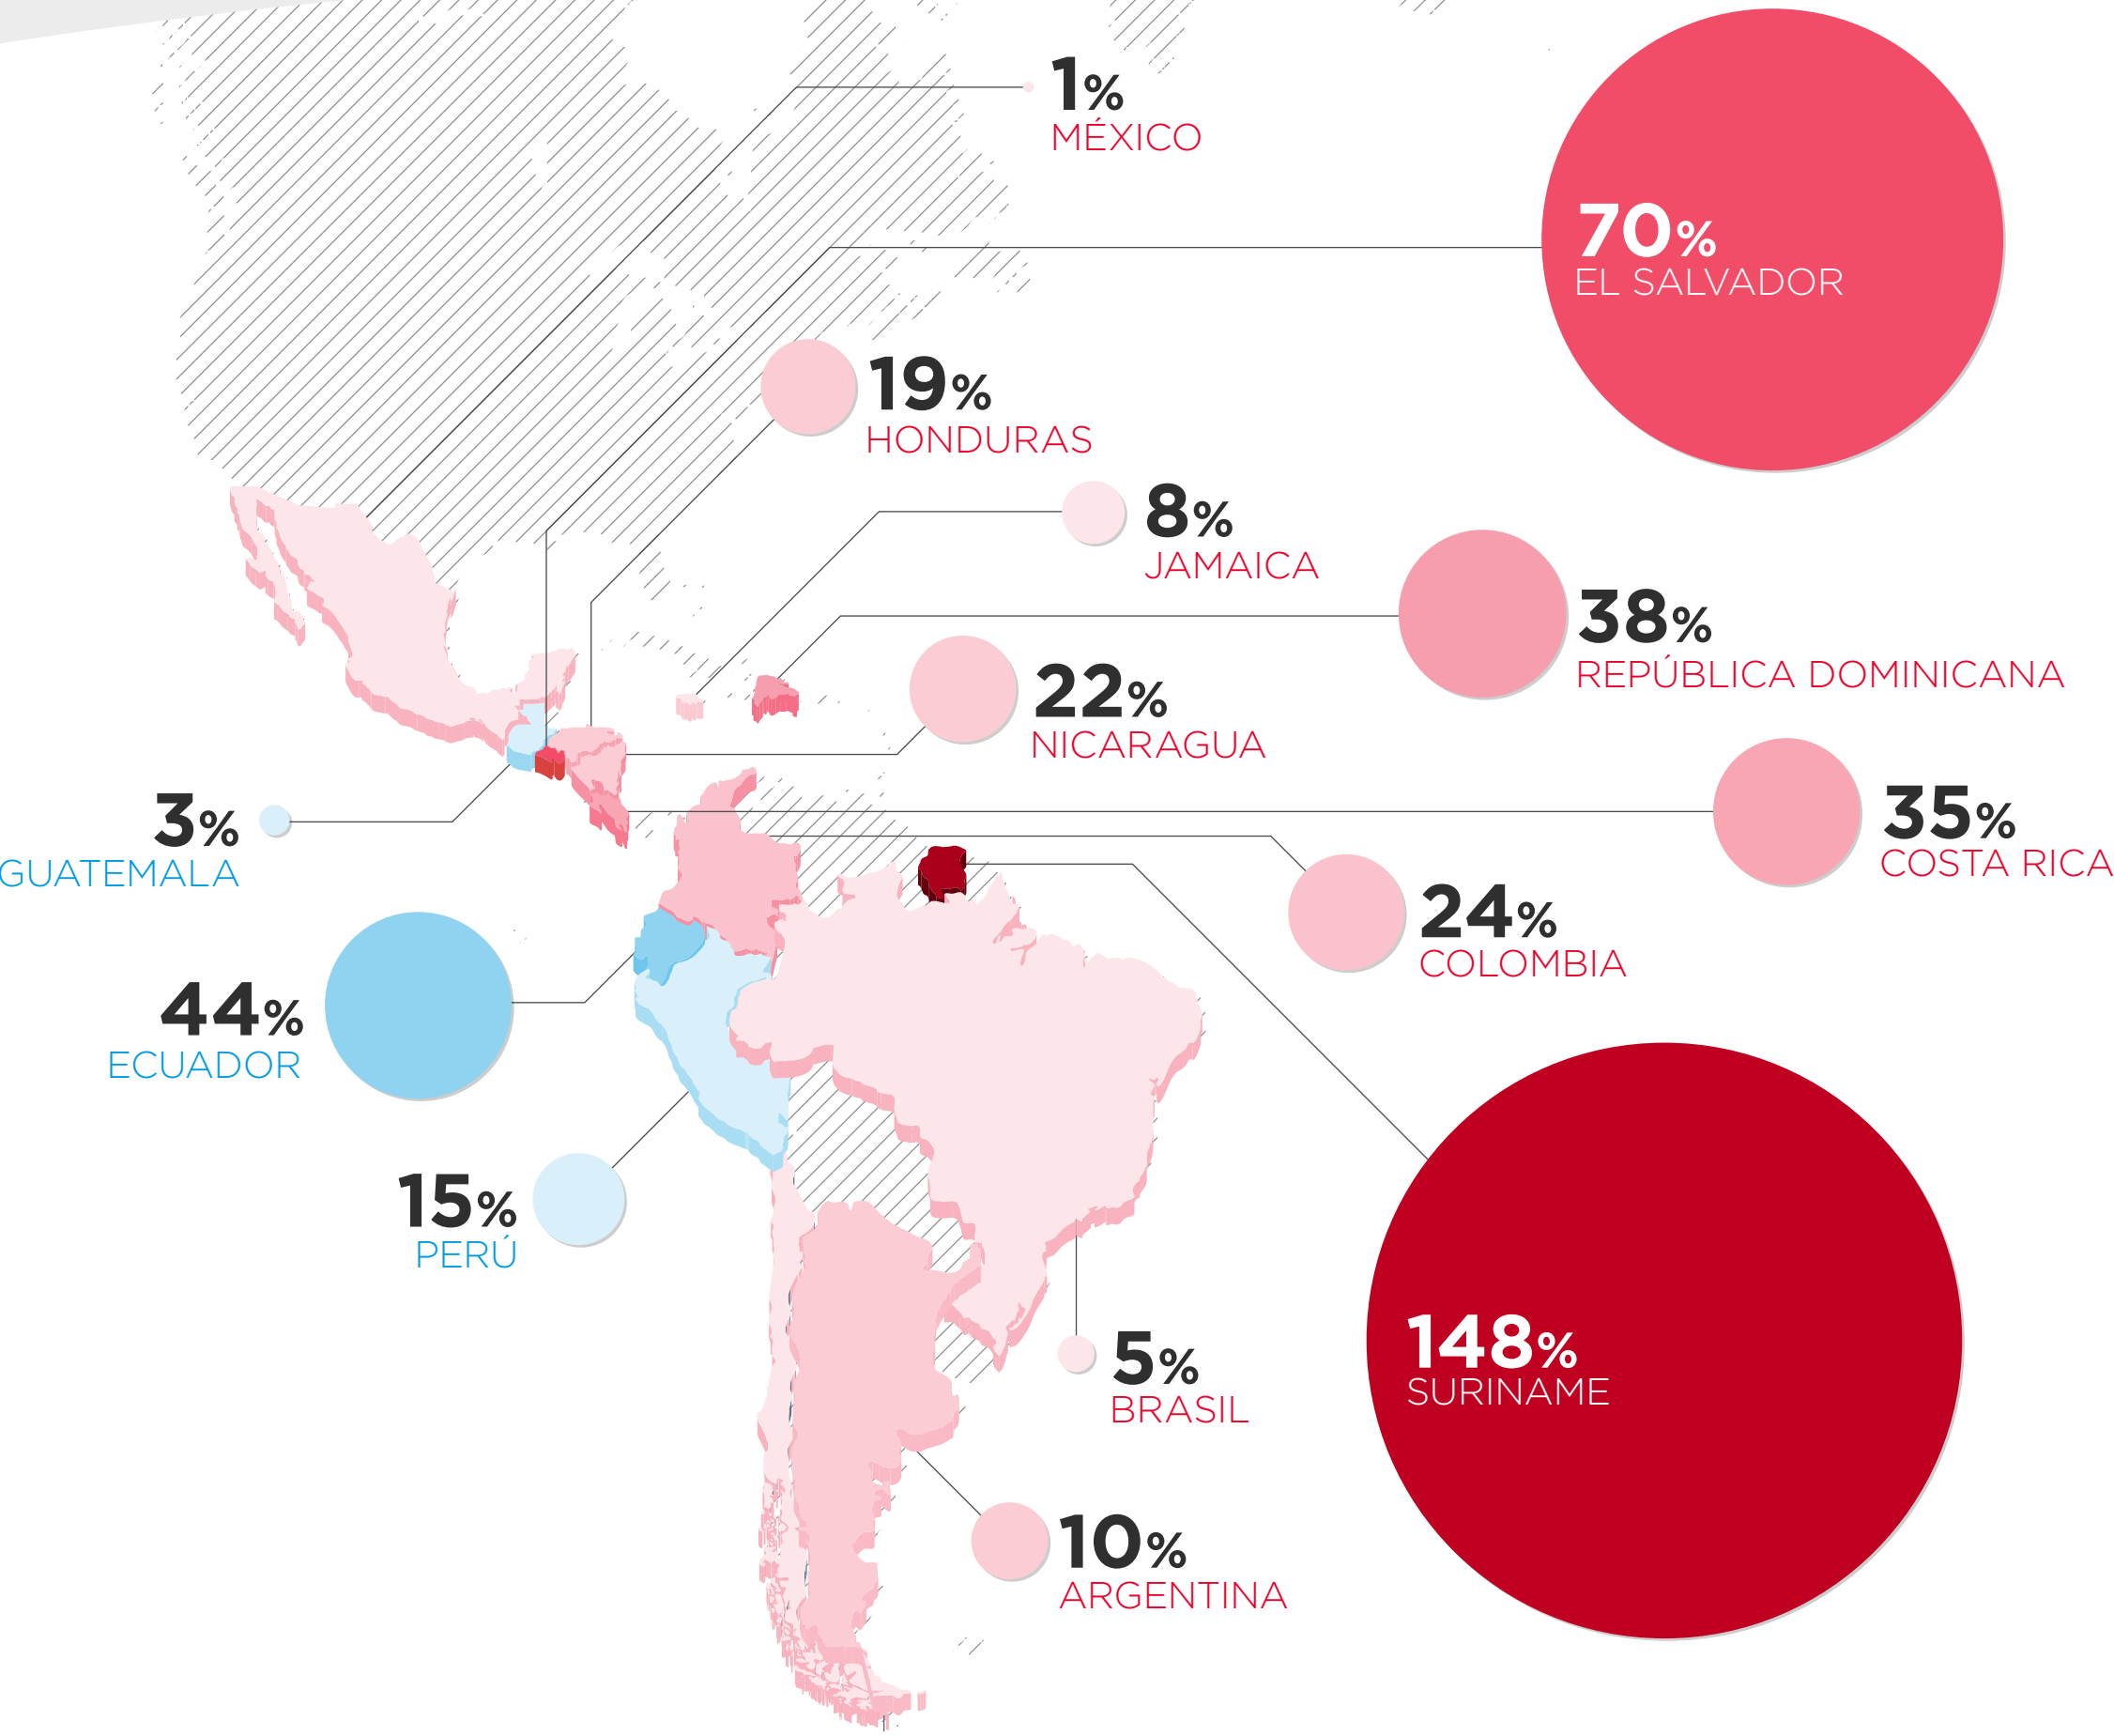 1%
MÉXICO
70%
EL SALVADOR
19%
HONDURAS
8%
JAMAICA
38%
REPÚBLICA DOMINICANA
22%
NICARAGUA
35%
COSTA RICA
3%
GUATEMALA
24%
COLOMBIA
44%
ECUADOR
15%
PERÚ
148%
SURINAME
5%
BRASIL
10%
ARGENTINA